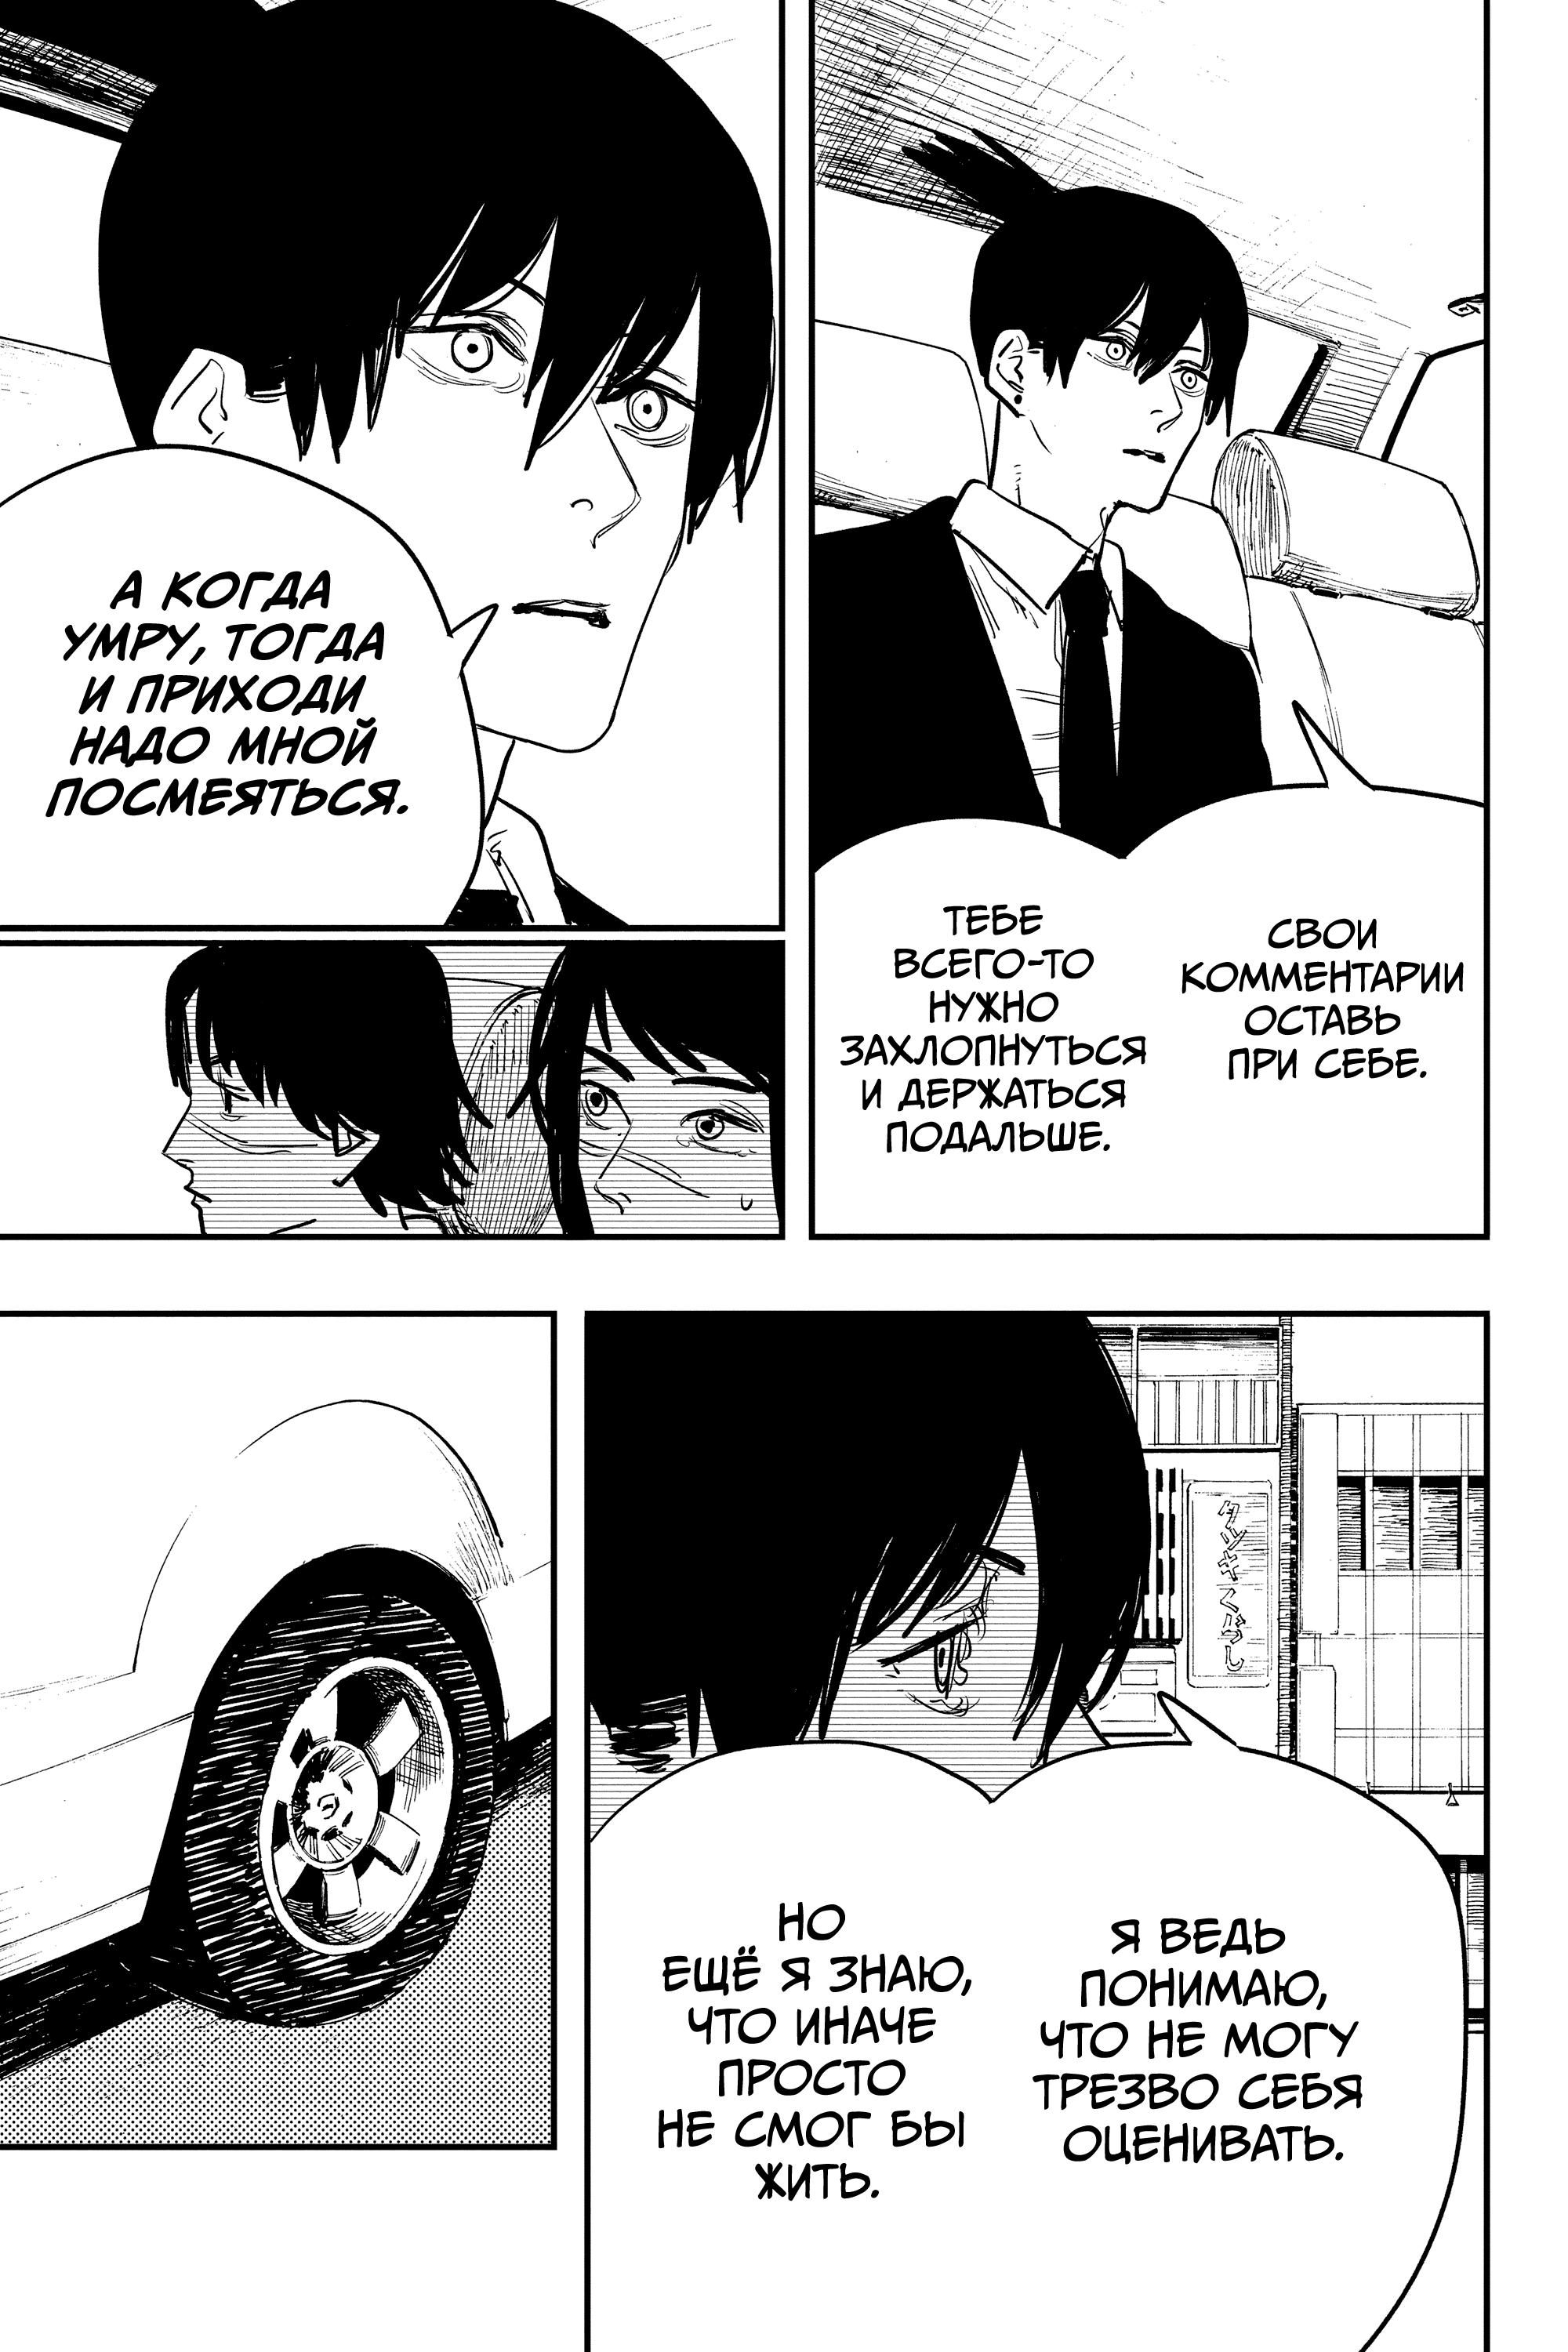 СВОИ
КОММЕНТАРИИ
ОСТАВЬ
ПРИ СЕБЕ.
ТЕБЕ
ВСЕГО-ТО
НУЖНО
ЗАХЛОПНУТЬСЯ
И ДЕРЖАТЬСЯ
ПОДАЛЬШЕ.
А КОГДА
УМРУ, ТОГДА
И ПРИХОДИ
НАДО МНОЙ
ПОСМЕЯТЬСЯ.
Я ВЕДЬ
ПОНИМАЮ,
ЧТО НЕ МОГУ
ТРЕЗВО СЕБЯ
ОЦЕНИВАТЬ.
НО
ЕЩЁ Я ЗНАЮ,
ЧТО ИНАЧЕ
ПРОСТО
НЕ СМОГ БЫ
ЖИТЬ.